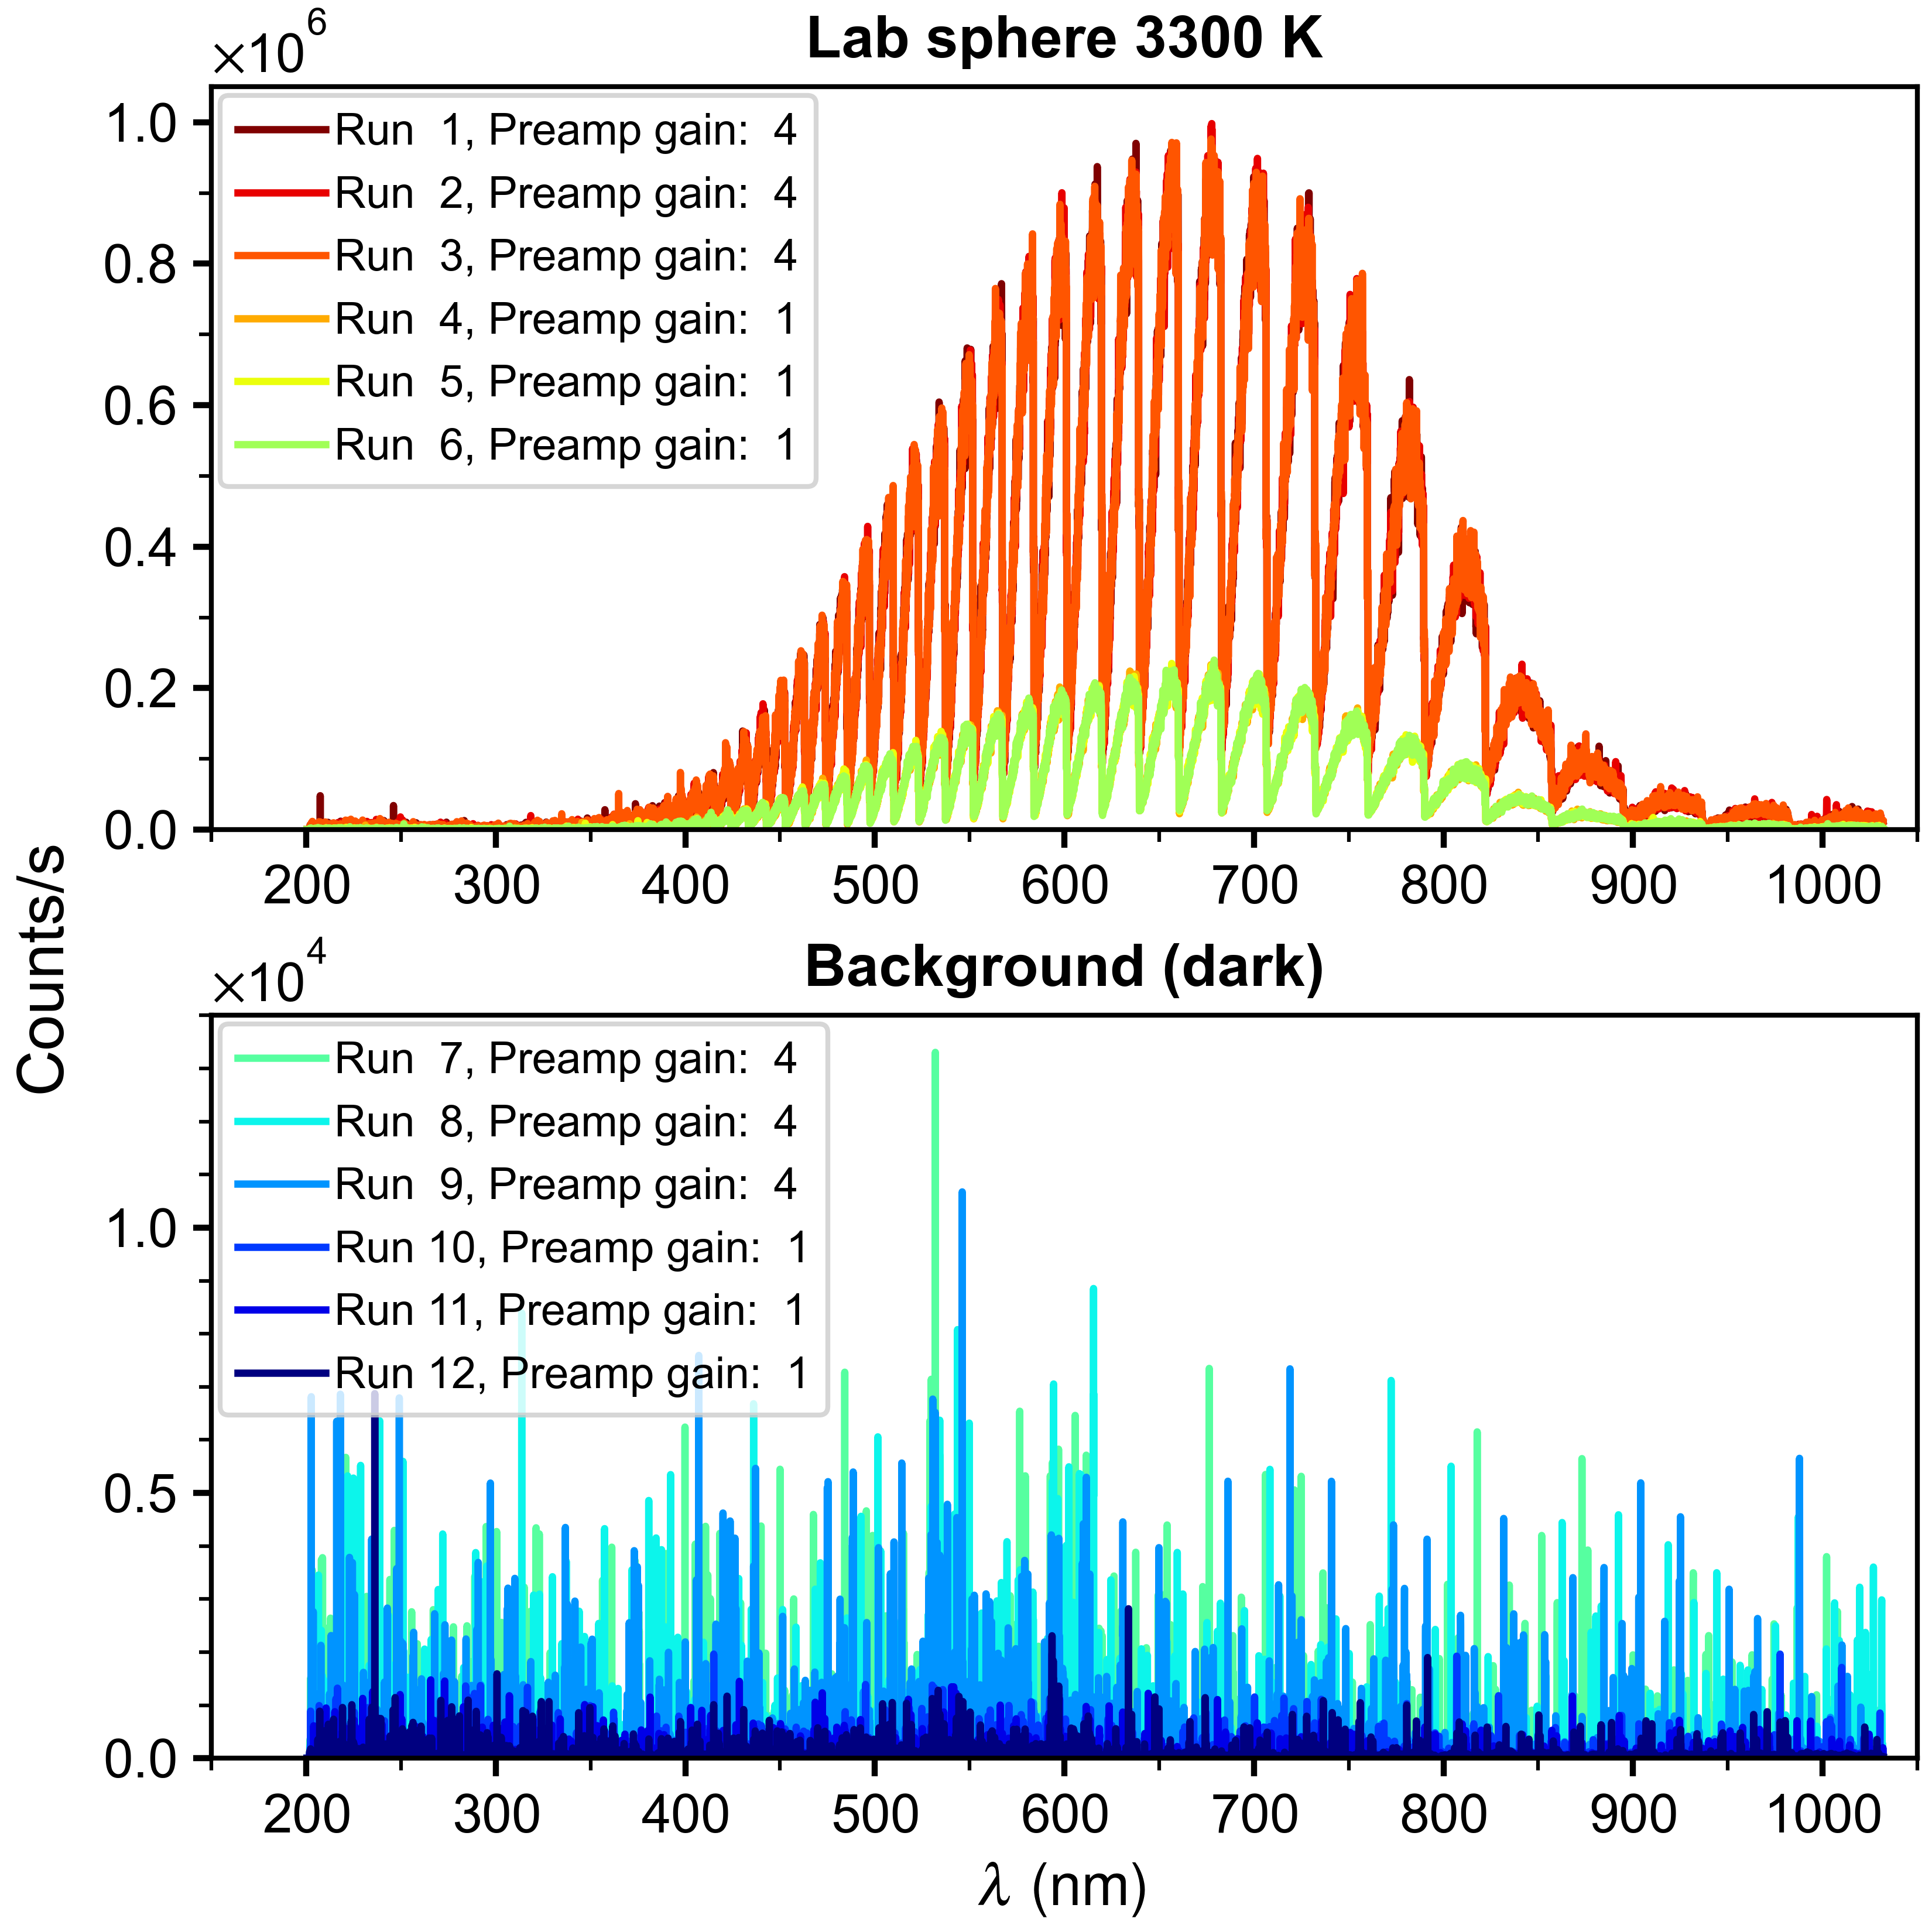 Lab sphere 3300 K
×10⁶
1.0
0.8
0.6
0.4
0.2
0.0
Run 1, Preamp gain: 4
Run 2, Preamp gain: 4
Run 3, Preamp gain: 4
Run 4, Preamp gain: 1
Run 5, Preamp gain: 1
Run 6, Preamp gain: 1
200 300 400 500 600 700 800 900 1000
Counts/s
Background (dark)
×10⁴
1.0
0.5
0.0
Run 7, Preamp gain: 4
Run 8, Preamp gain: 4
Run 9, Preamp gain: 4
Run 10, Preamp gain: 1
Run 11, Preamp gain: 1
Run 12, Preamp gain: 1
200 300 400 500 600 700 800 900 1000
λ (nm)